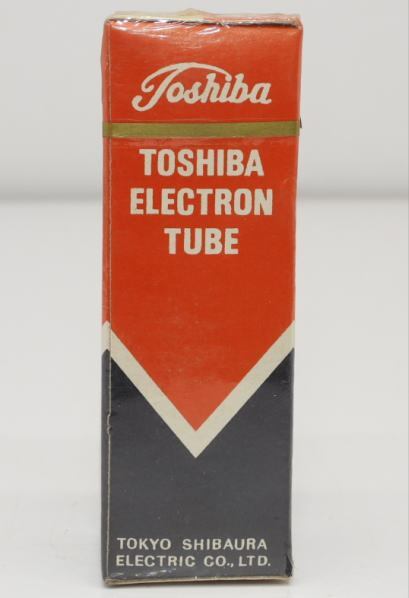 Toshiba
TOSHIBA
ELECTRON
TUBE
TOKYO SHIBAURA
ELECTRIC CO., LTD.